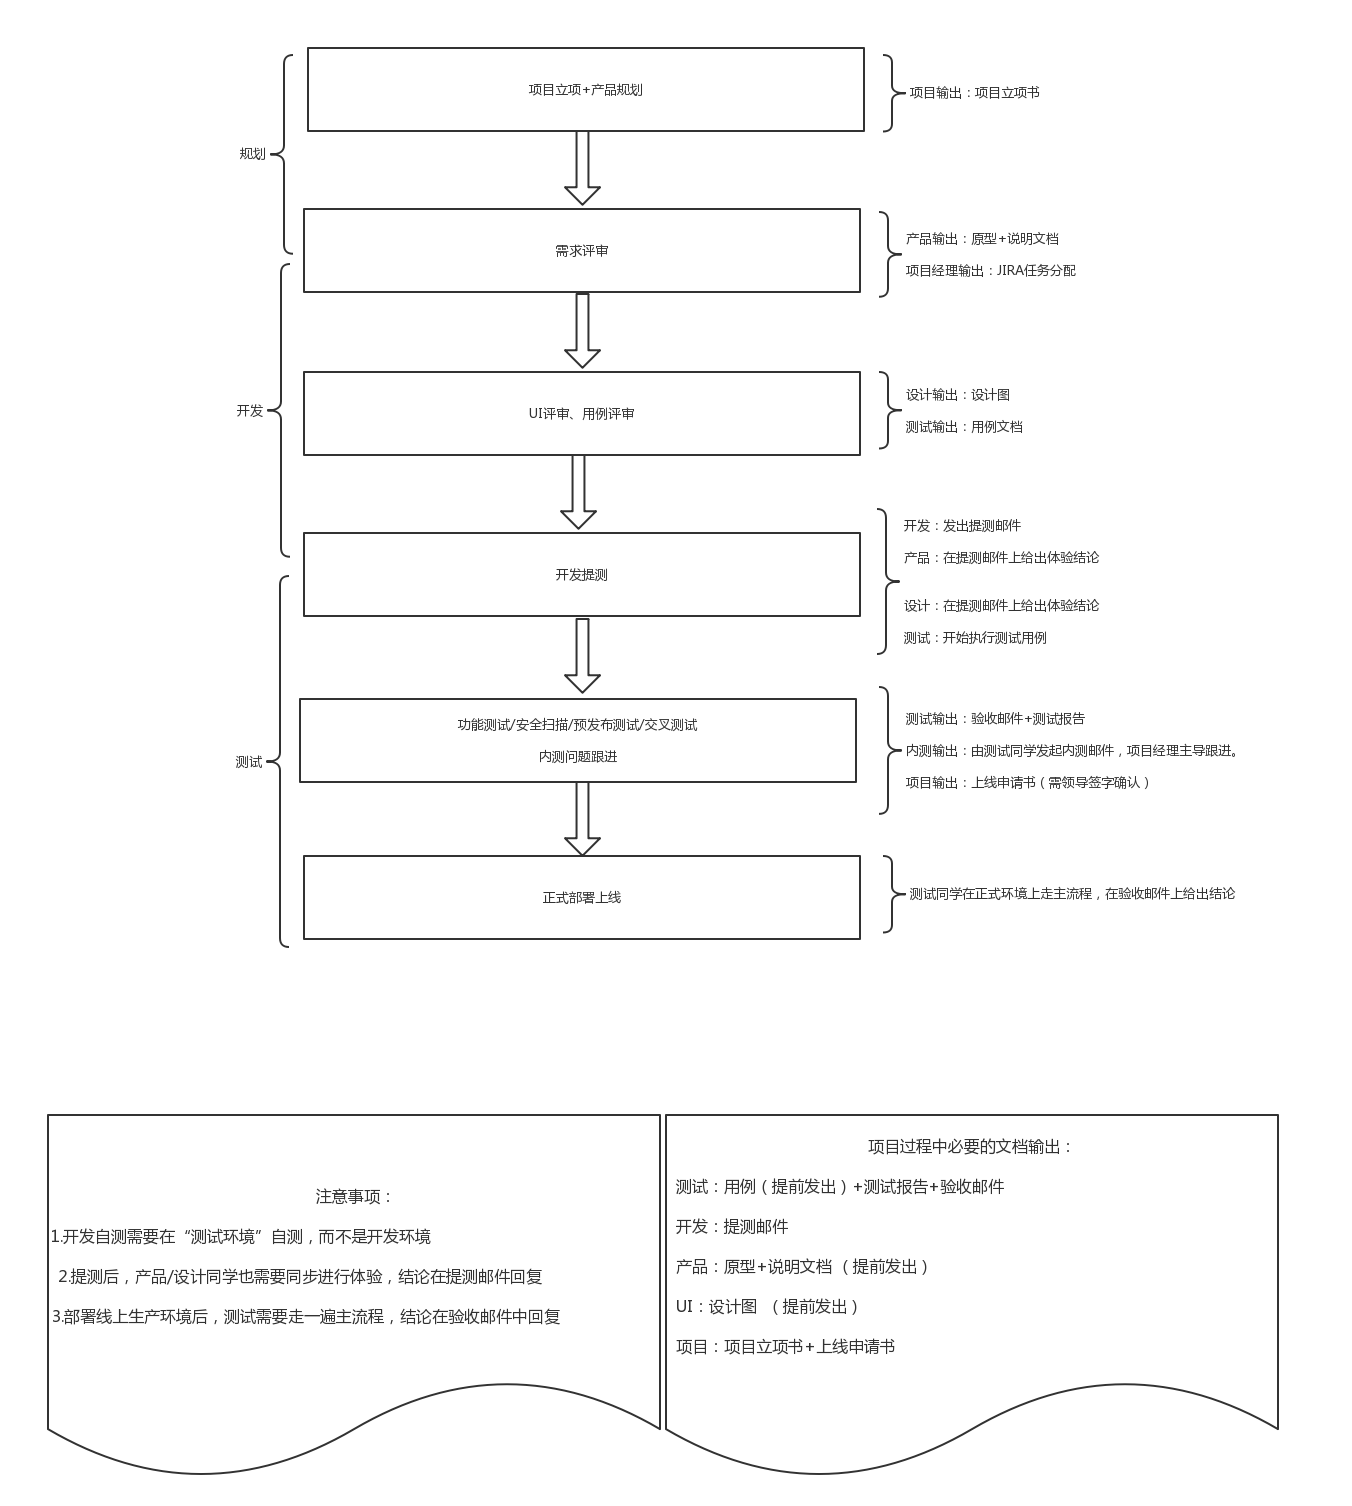 项目立项+产品规划
项目输出：项目立项书
规划
需求评审
产品输出：原型+说明文档
项目经理输出：JIRA任务分配
开发
UI评审、用例评审
设计输出：设计图
测试输出：用例文档
开发提测
开发：发出提测邮件
产品：在提测邮件上给出体验结论
设计：在提测邮件上给出体验结论
测试：开始执行测试用例
测试
功能测试/安全扫描/预发布测试/交叉测试
内测问题跟进
测试输出：验收邮件+测试报告
内测输出：由测试同学发起内测邮件，项目经理主导跟进。
项目输出：上线申请书（需领导签字确认）
正式部署上线
测试同学在正式环境上走主流程，在验收邮件上给出结论
注意事项：
1.开发自测需要在“测试环境”自测，而不是开发环境
2.提测后，产品/设计同学也需要同步进行体验，结论在提测邮件回复
3.部署线上生产环境后，测试需要走一遍主流程，结论在验收邮件中回复
项目过程中必要的文档输出：
测试：用例（提前发出）+测试报告+验收邮件
开发：提测邮件
产品：原型+说明文档 （提前发出）
UI：设计图 （提前发出）
项目：项目立项书+上线申请书